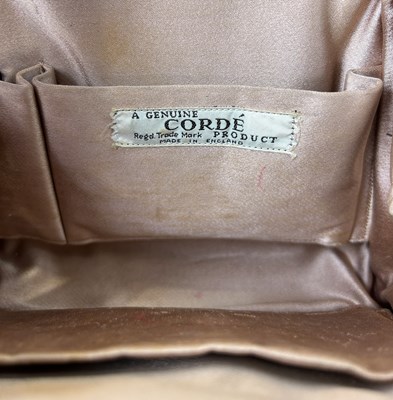 A GENUINE
CORDÉ
Regd. Trade Mark PRODUCT
MADE IN ENGLAND